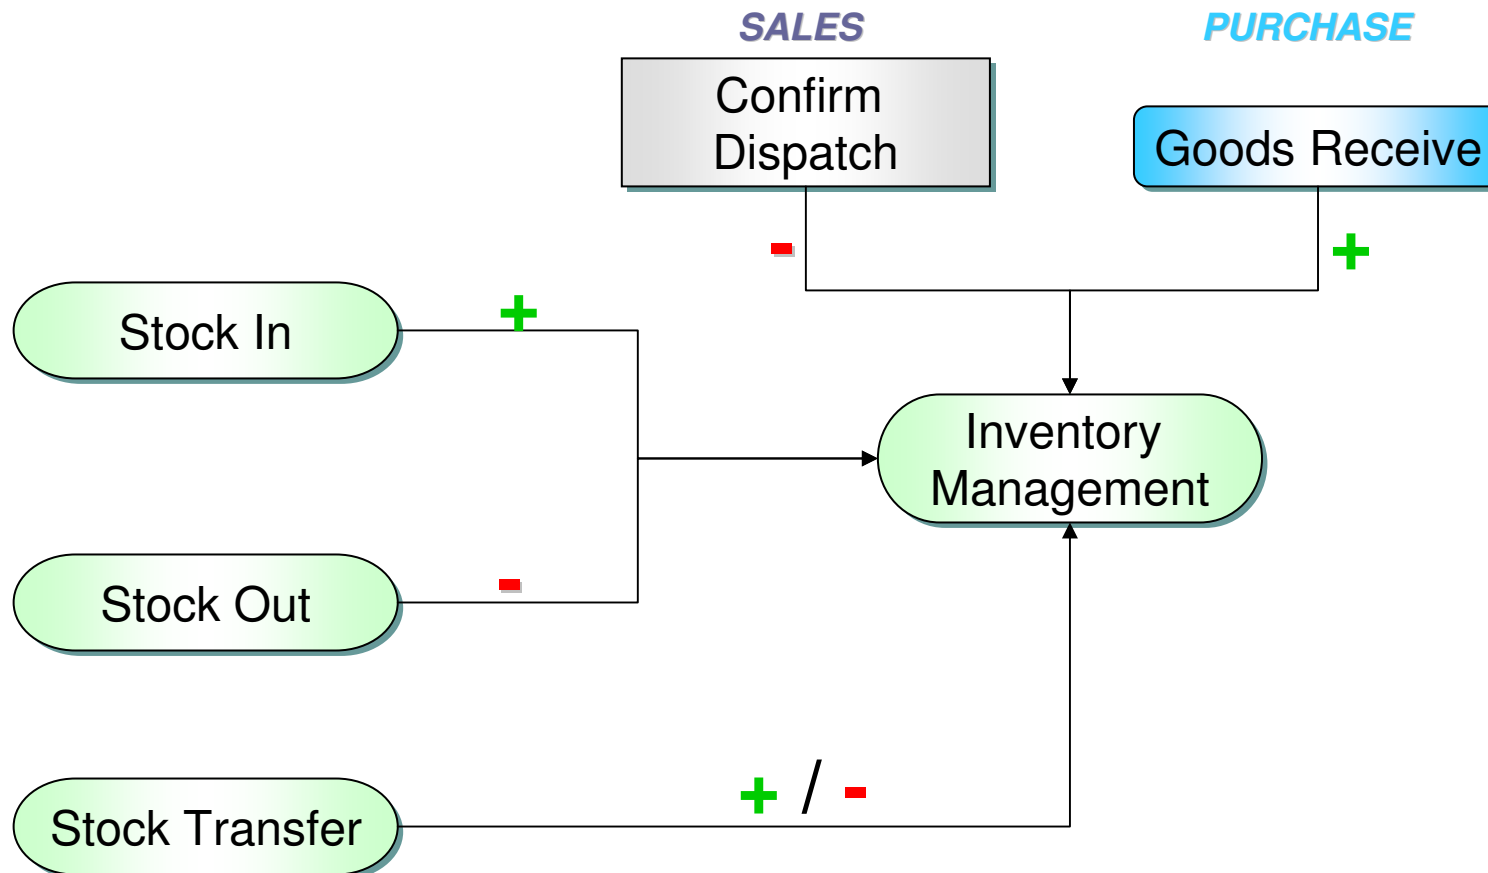 SALES
PURCHASE
Confirm
Dispatch
Goods Receive
-
+
Stock In
+
Inventory
Management
Stock Out
-
+ / -
Stock Transfer